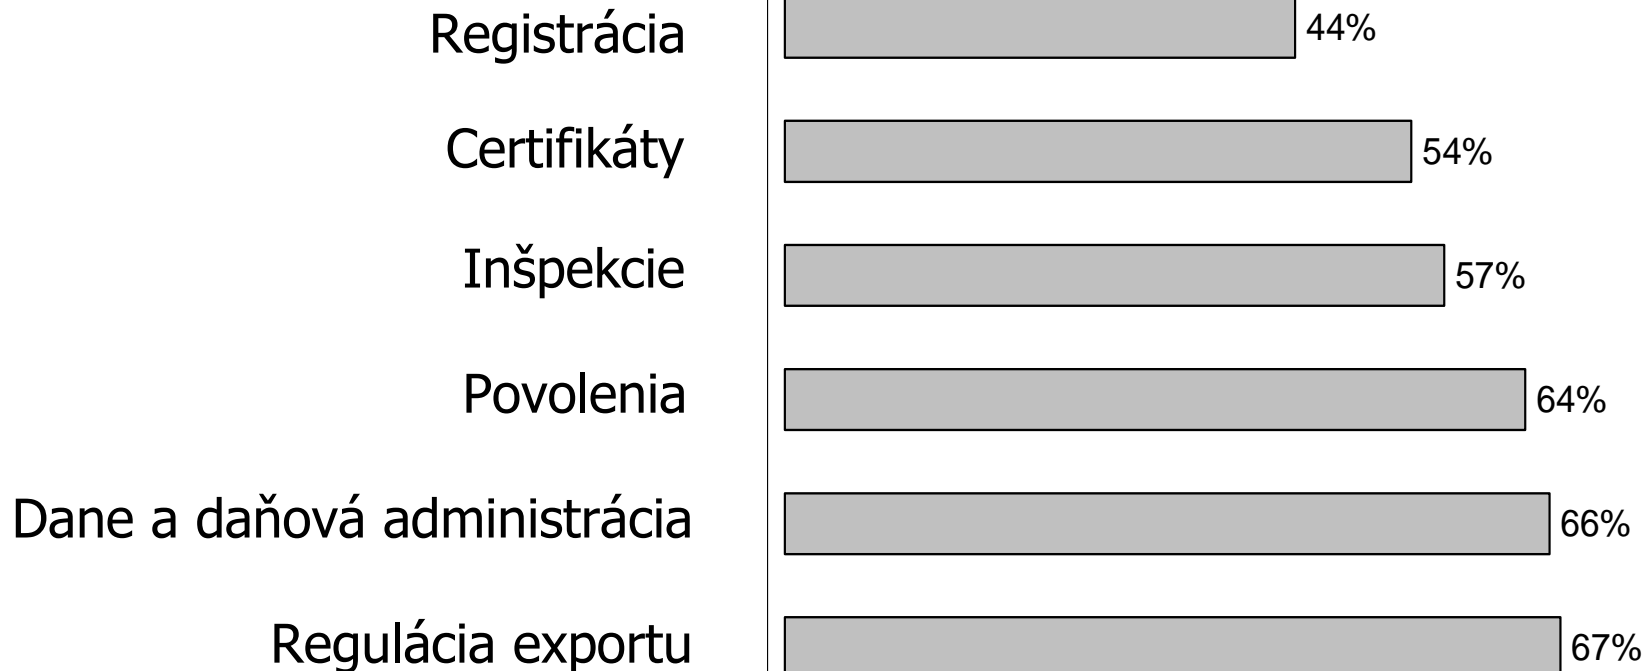 Registrácia 44%
Certifikáty 54%
Inšpekcie 57%
Povolenia 64%
Dane a daňová administrácia 66%
Regulácia exportu 67%